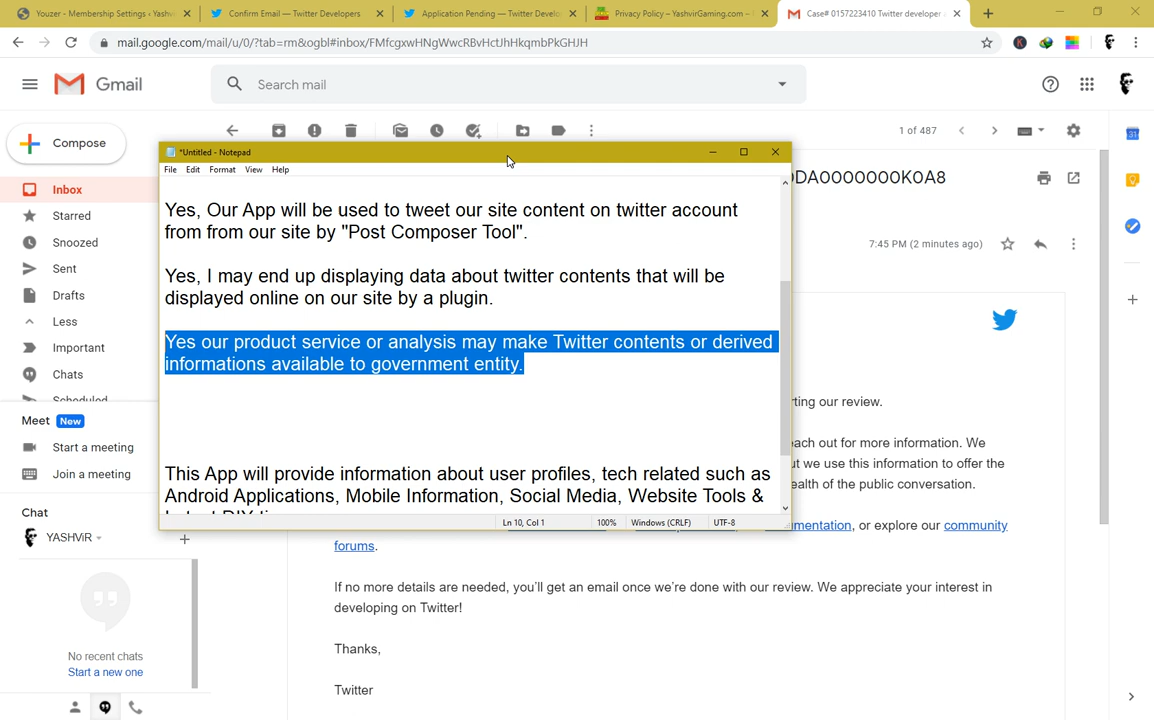 Youzer - Membership Settings ‹ Yashv
Confirm Email — Twitter Developers
Application Pending — Twitter Develo
Privacy Policy – YashvirGaming.com –
Case# 0157223410 Twitter developer a
mail.google.com/mail/u/0/?tab=rm&ogbl#inbox/FMfcgxwHNgWwcRBvHctJhHkqmbPkGHJH
Gmail
Search mail
Compose
1 of 487
Inbox
Starred
Snoozed
Sent
Drafts
Less
Important
Chats
Scheduled
Meet New
Start a meeting
Join a meeting
Chat
YASHViR
No recent chats
Start a new one
*Untitled - Notepad
File Edit Format View Help
Yes, Our App will be used to tweet our site content on twitter account
from from our site by "Post Composer Tool".
Yes, I may end up displaying data about twitter contents that will be
displayed online on our site by a plugin.
Yes our product service or analysis may make Twitter contents or derived
informations available to government entity.
This App will provide information about user profiles, tech related such as
Android Applications, Mobile Information, Social Media, Website Tools &
Ln 10, Col 1 100% Windows (CRLF) UTF-8
DA0000000K0A8
7:45 PM (2 minutes ago)
rting our review.
each out for more information. We
ut we use this information to offer the
ealth of the public conversation.
umentation, or explore our community
forums.
If no more details are needed, you'll get an email once we're done with our review. We appreciate your interest in
developing on Twitter!
Thanks,
Twitter